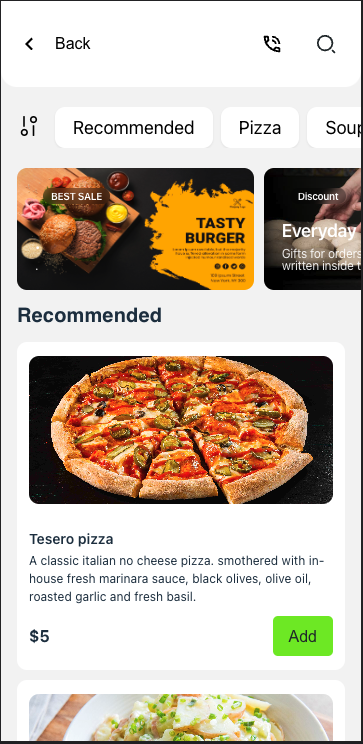 Back
Recommended
Pizza
Soup
BEST SALE
TASTY
BURGER
Discount
Everyday
Gifts for orders
written inside t
Recommended
Tesero pizza
A classic italian no cheese pizza. smothered with in-
house fresh marinara sauce, black olives, olive oil,
roasted garlic and fresh basil.
$5
Add